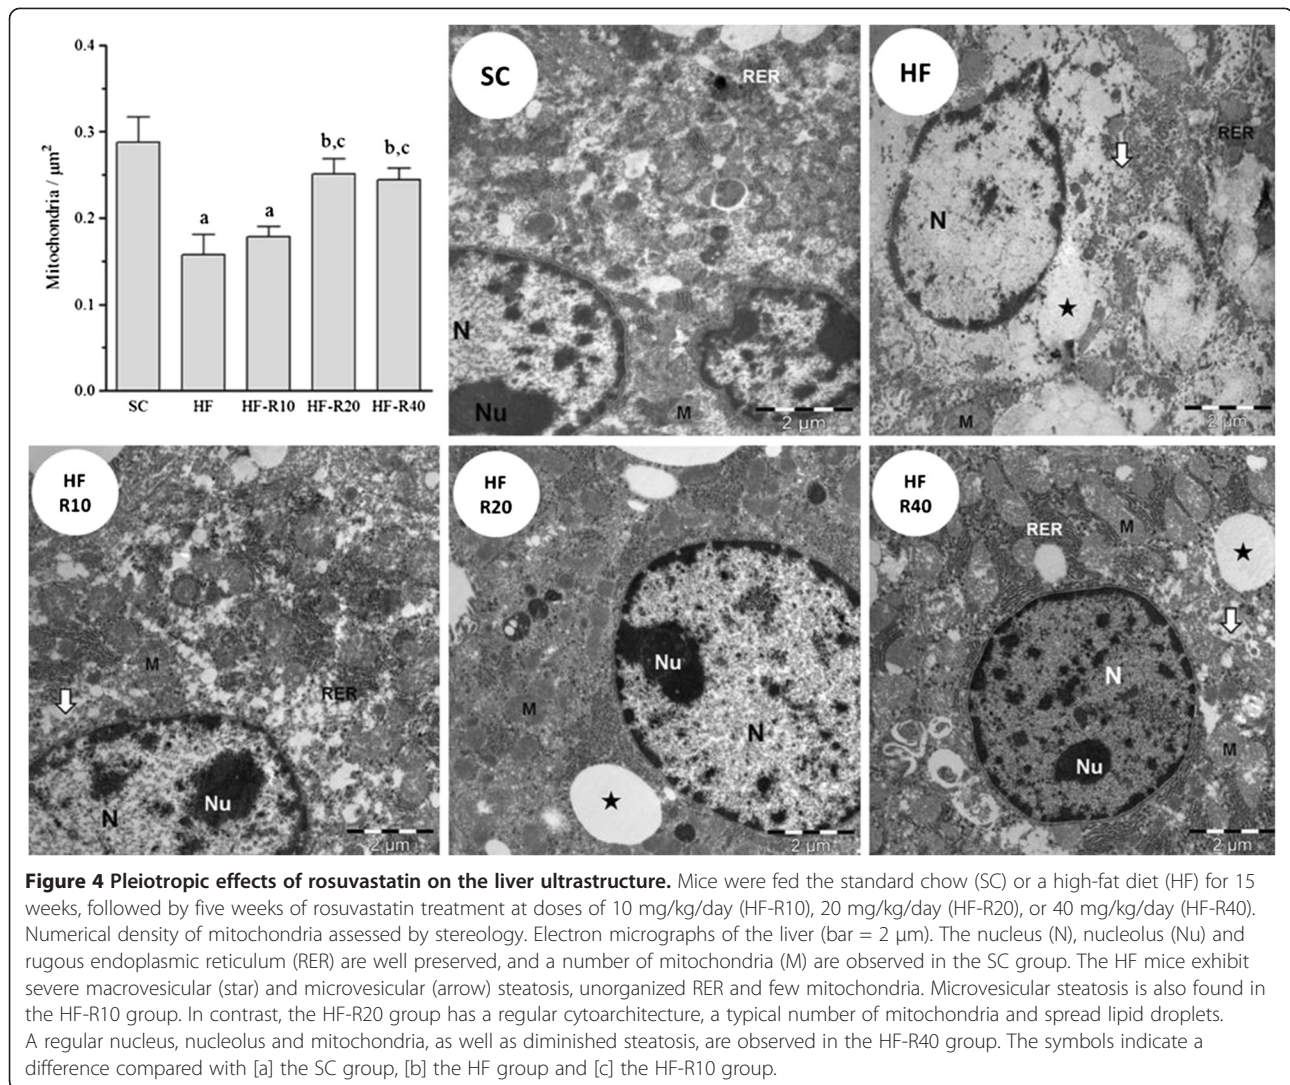 0.4
0.3
0.2
0.1
0.0
Mitochondria / µm²
a
a
b,c
b,c
SC
HF
HF-R10
HF-R20
HF-R40
SC
RER
N
Nu
M
2 µm
HF
RER
N
M
2 µm
HF
R10
M
RER
N
Nu
2 µm
HF
R20
Nu
M
N
2 µm
HF
R40
RER
M
N
M
Nu
2 µm
Figure 4 Pleiotropic effects of rosuvastatin on the liver ultrastructure. Mice were fed the standard chow (SC) or a high-fat diet (HF) for 15
weeks, followed by five weeks of rosuvastatin treatment at doses of 10 mg/kg/day (HF-R10), 20 mg/kg/day (HF-R20), or 40 mg/kg/day (HF-R40).
Numerical density of mitochondria assessed by stereology. Electron micrographs of the liver (bar = 2 µm). The nucleus (N), nucleolus (Nu) and
rugous endoplasmic reticulum (RER) are well preserved, and a number of mitochondria (M) are observed in the SC group. The HF mice exhibit
severe macrovesicular (star) and microvesicular (arrow) steatosis, unorganized RER and few mitochondria. Microvesicular steatosis is also found in
the HF-R10 group. In contrast, the HF-R20 group has a regular cytoarchitecture, a typical number of mitochondria and spread lipid droplets.
A regular nucleus, nucleolus and mitochondria, as well as diminished steatosis, are observed in the HF-R40 group. The symbols indicate a
difference compared with [a] the SC group, [b] the HF group and [c] the HF-R10 group.